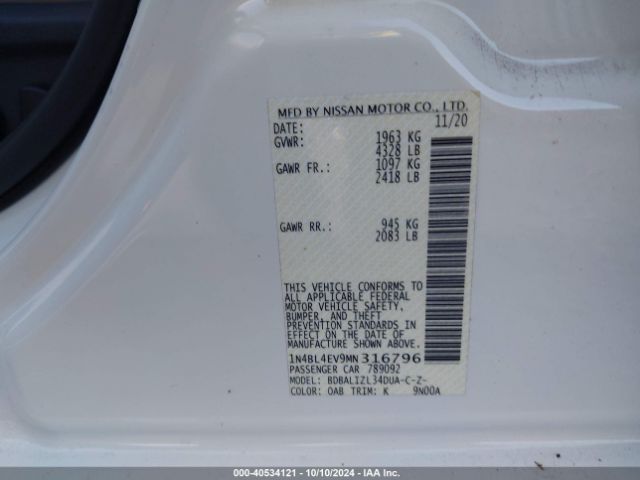 MFD BY NISSAN MOTOR CO., LTD.
DATE: 11/20
GVWR: 1963 KG
4328 LB
GAWR FR.: 1097 KG
2418 LB
GAWR RR.: 945 KG
2083 LB
THIS VEHICLE CONFORMS TO
ALL APPLICABLE FEDERAL
MOTOR VEHICLE SAFETY,
BUMPER, AND THEFT
PREVENTION STANDARDS IN
EFFECT ON THE DATE OF
MANUFACTURE SHOWN ABOVE.
1N4BL4EV9MN316796
PASSENGER CAR 789092
MODEL: BDBALIZL34DUA-C-Z-
COLOR: QAB TRIM: K 9N00A
000-40534121 - 10/10/2024 - IAA Inc.